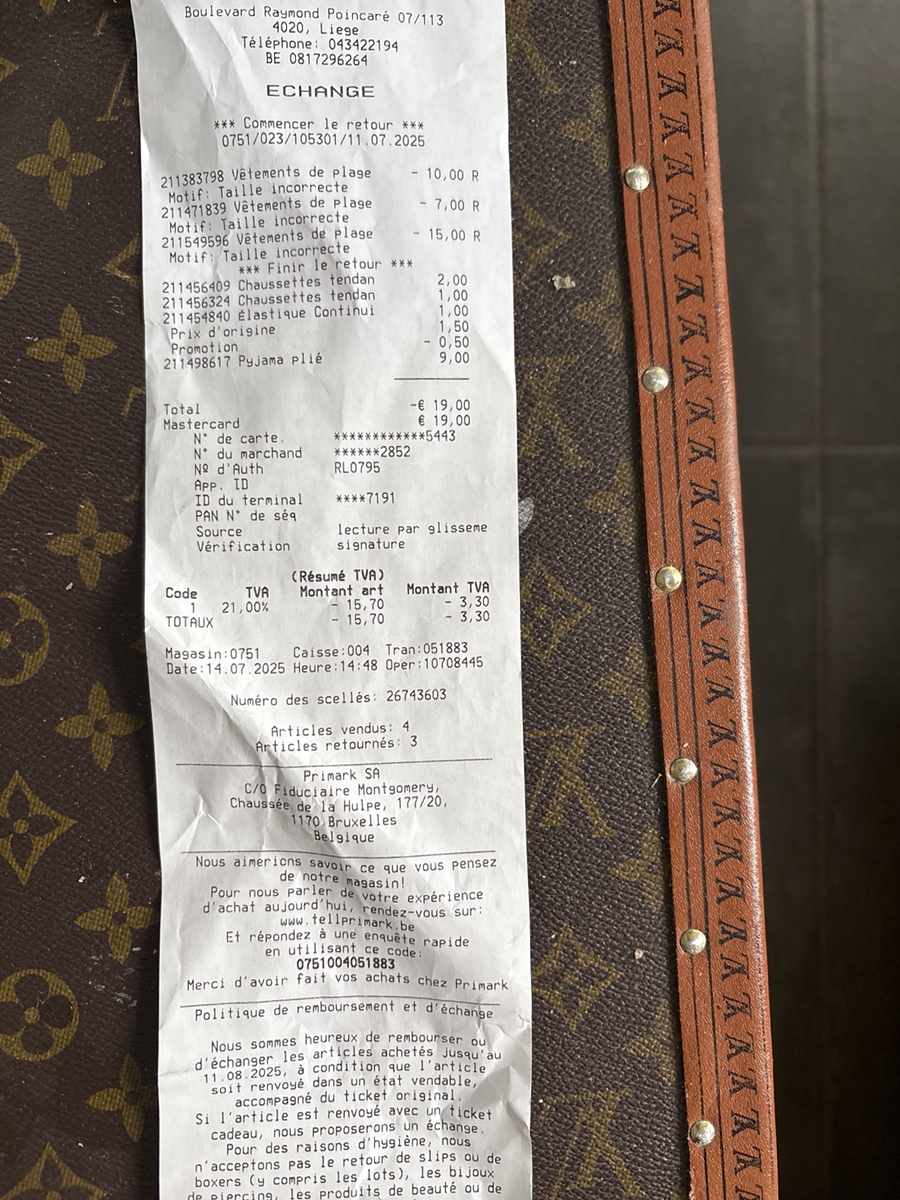 Boulevard Raymond Poincaré 07/113
4020, Liege
Téléphone: 043422194
BE 0817296264
ECHANGE
*** Commencer le retour ***
0751/023/105301/11.07.2025
211383798 Vêtements de plage - 10,00 R
Motif: Taille incorrecte
211471839 Vêtements de plage - 7,00 R
Motif: Taille incorrecte
211549596 Vêtements de plage - 15,00 R
Motif: Taille incorrecte
*** Finir le retour ***
211456409 Chaussettes tendan 2,00
211456324 Chaussettes tendan 1,00
211454840 Élastique Continui 1,00
Prix d'origine 1,50
Promotion - 0,50
211498617 Pyjama plié 9,00
Total -€ 19,00
Mastercard € 19,00
N° de carte. ************5443
N° du marchand ******2852
Nº d'Auth RL0795
App. ID
ID du terminal ****7191
PAN N° de séq
Source lecture par glisseme
Vérification signature
(Résumé TVA)
Code TVA Montant art Montant TVA
1 21,00% - 15,70 - 3,30
TOTAUX - 15,70 - 3,30
Magasin:0751 Caisse:004 Tran:051883
Date:14.07.2025 Heure:14:48 Oper:10708445
Numéro des scellés: 26743603
Articles vendus: 4
Articles retournés: 3
Primark SA
C/O Fiduciaire Montgomery,
Chaussée de la Hulpe, 177/20,
1170 Bruxelles
Belgique
Nous aimerions savoir ce que vous pensez
de notre magasin!
Pour nous parler de votre expérience
d'achat aujourd'hui, rendez-vous sur:
www.tellprimark.be
Et répondez à une enquête rapide
en utilisant ce code:
0751004051883
Merci d'avoir fait vos achats chez Primark
Politique de remboursement et d'échange
Nous sommes heureux de rembourser ou
d'échanger les articles achetés jusqu'au
11.08.2025, à condition que l'article
soit renvoyé dans un état vendable,
accompagné du ticket original.
Si l'article est renvoyé avec un ticket
cadeau, nous proposerons un échange.
Pour des raisons d'hygiène, nous
n'acceptons pas le retour de slips ou de
boxers (y compris les lots), les bijoux
de piercing, les produits de beauté ou de